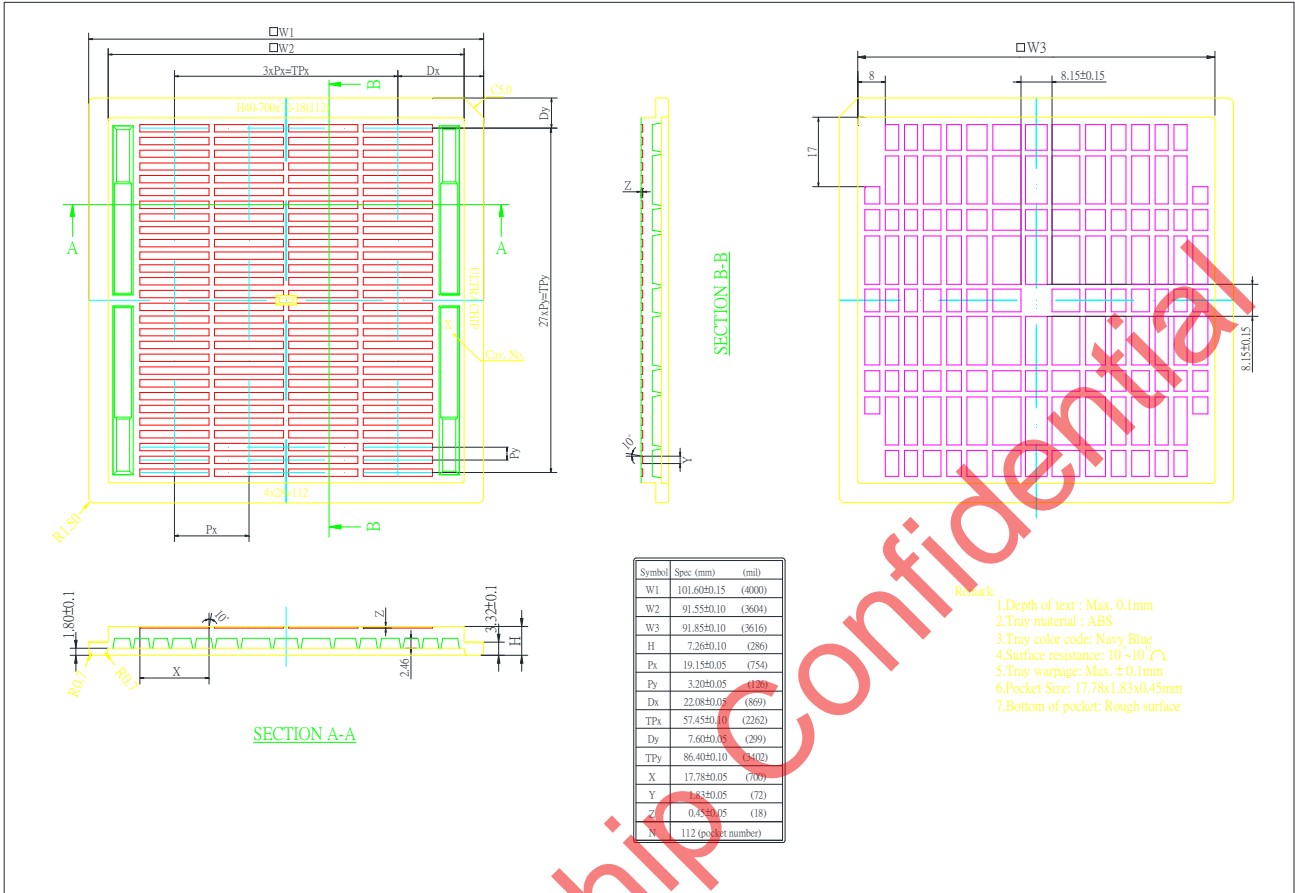 □W1
□W2
3xPx=TPx
Dx
B
C5.0
Dy
A
A
27xPy=TPy
Cav. No.
Py
4x28=112
R1.50
Px
B
Z
SECTION B-B
10°
Y
□W3
8
8.15±0.15
17
8.15±0.15
1.80±0.1
10°
Z
3.32±0.1
H
X
2.46
R0.7
R0.7
SECTION A-A
Symbol Spec (mm) (mil)
W1 101.60±0.15 (4000)
W2 91.55±0.10 (3604)
W3 91.85±0.10 (3616)
H 7.26±0.10 (286)
Px 19.15±0.05 (754)
Py 3.20±0.05 (126)
Dx 22.08±0.05 (869)
TPx 57.45±0.10 (2262)
Dy 7.60±0.05 (299)
TPy 86.40±0.10 (3402)
X 17.78±0.05 (700)
Y 1.83±0.05 (72)
Z 0.45±0.05 (18)
N 112 (pocket number)
Remark:
1.Depth of text : Max. 0.1mm
2.Tray material : ABS
3.Tray color code: Navy Blue
4.Surface resistance:
5.Tray warpage: Max. ±0.1mm
6.Pocket Size: 17.78x1.83x0.45mm
7.Bottom of pocket: Rough surface
hip Confidential